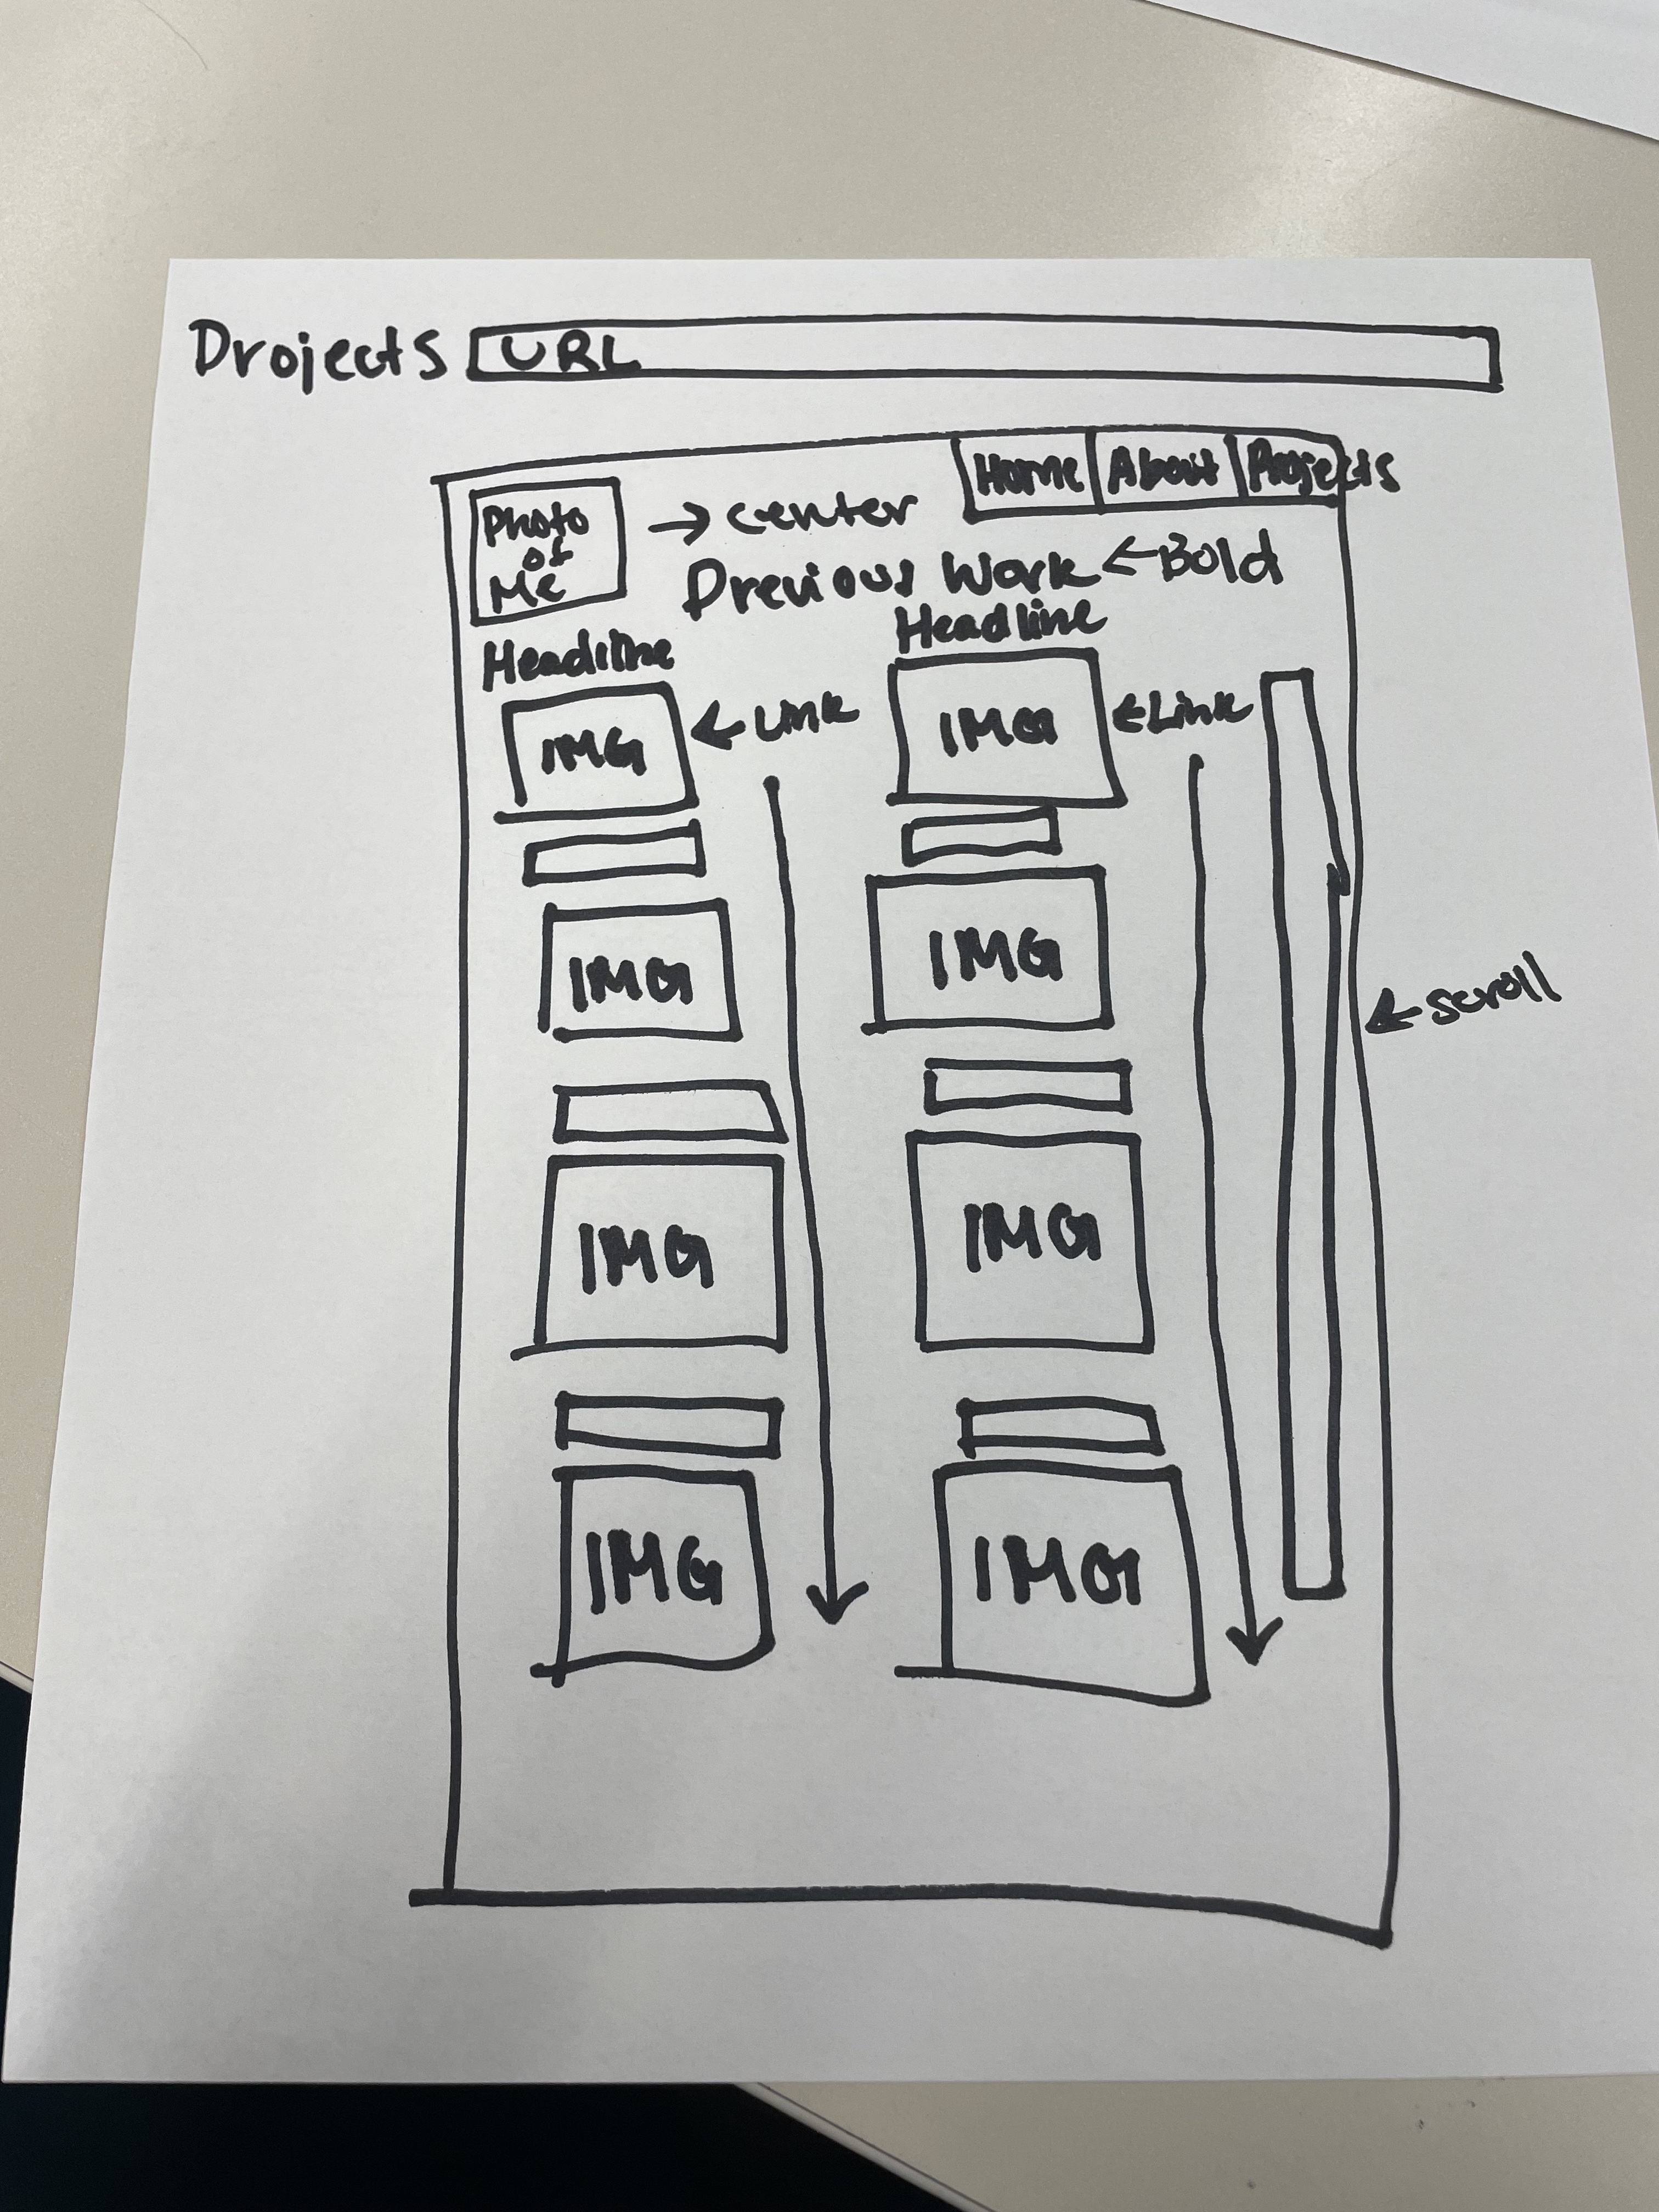 Projects URL
Home About Projects
Photo of Me
→ center
Previous Work ← Bold
Headline
Headline
IMG ← Link
IMG ← Link
IMG
IMG
← scroll
IMG
IMG
IMG
IMG